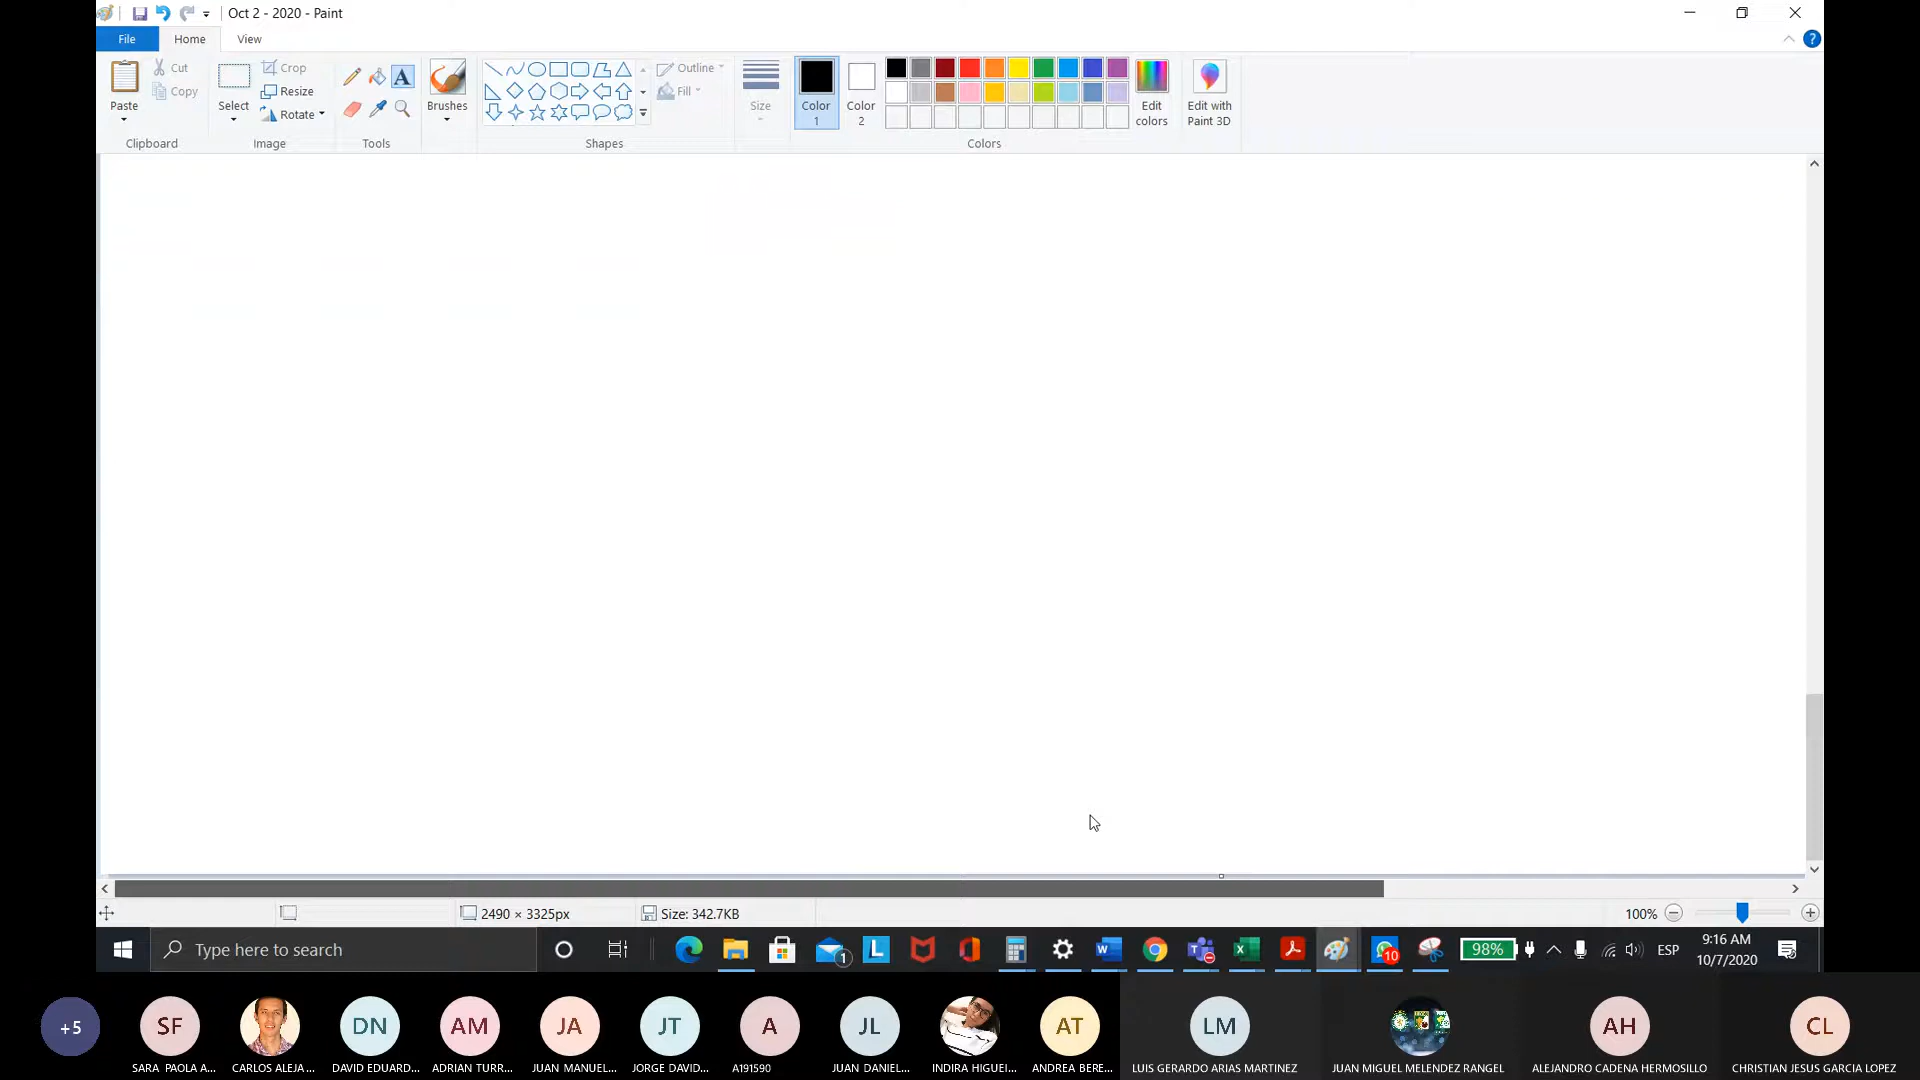 Oct 2 - 2020 - Paint
File Home View
Paste
Cut
Copy
Clipboard
Select
Crop
Resize
Rotate
Image
A
Tools
Brushes
Shapes
Outline
Fill
Size
Color 1
Color 2
Edit colors
Colors
Edit with Paint 3D
2490 × 3325px
Size: 342.7KB
100%
Type here to search
1
L
10
98%
ESP
9:16 AM
10/7/2020
+5
SF
DN
AM
JA
JT
A
JL
AT
LM
AH
CL
SARA PAOLA A...
CARLOS ALEJA...
DAVID EDUARD...
ADRIAN TURR...
JUAN MANUEL...
JORGE DAVID...
A191590
JUAN DANIEL...
INDIRA HIGUEI...
ANDREA BERE...
LUIS GERARDO ARIAS MARTINEZ
JUAN MIGUEL MELENDEZ RANGEL
ALEJANDRO CADENA HERMOSILLO
CHRISTIAN JESUS GARCIA LOPEZ